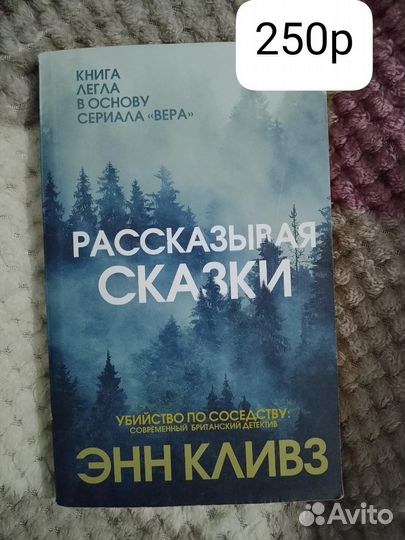 250р
КНИГА
ЛЕГЛА
В ОСНОВУ
СЕРИАЛА «ВЕРА»
РАССКАЗЫВАЯ
СКАЗКИ
УБИЙСТВО ПО СОСЕДСТВУ:
СОВРЕМЕННЫЙ БРИТАНСКИЙ ДЕТЕКТИВ
ЭНН КЛИВЗ
Avito